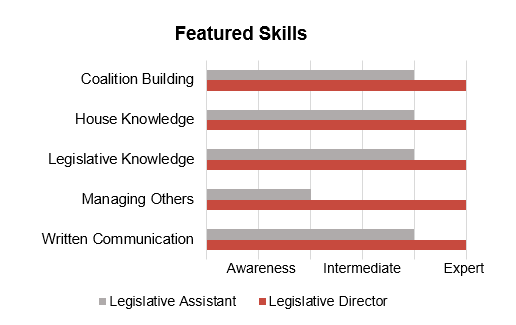 Featured Skills
Coalition Building
House Knowledge
Legislative Knowledge
Managing Others
Written Communication
Awareness Intermediate Expert
Legislative Assistant Legislative Director